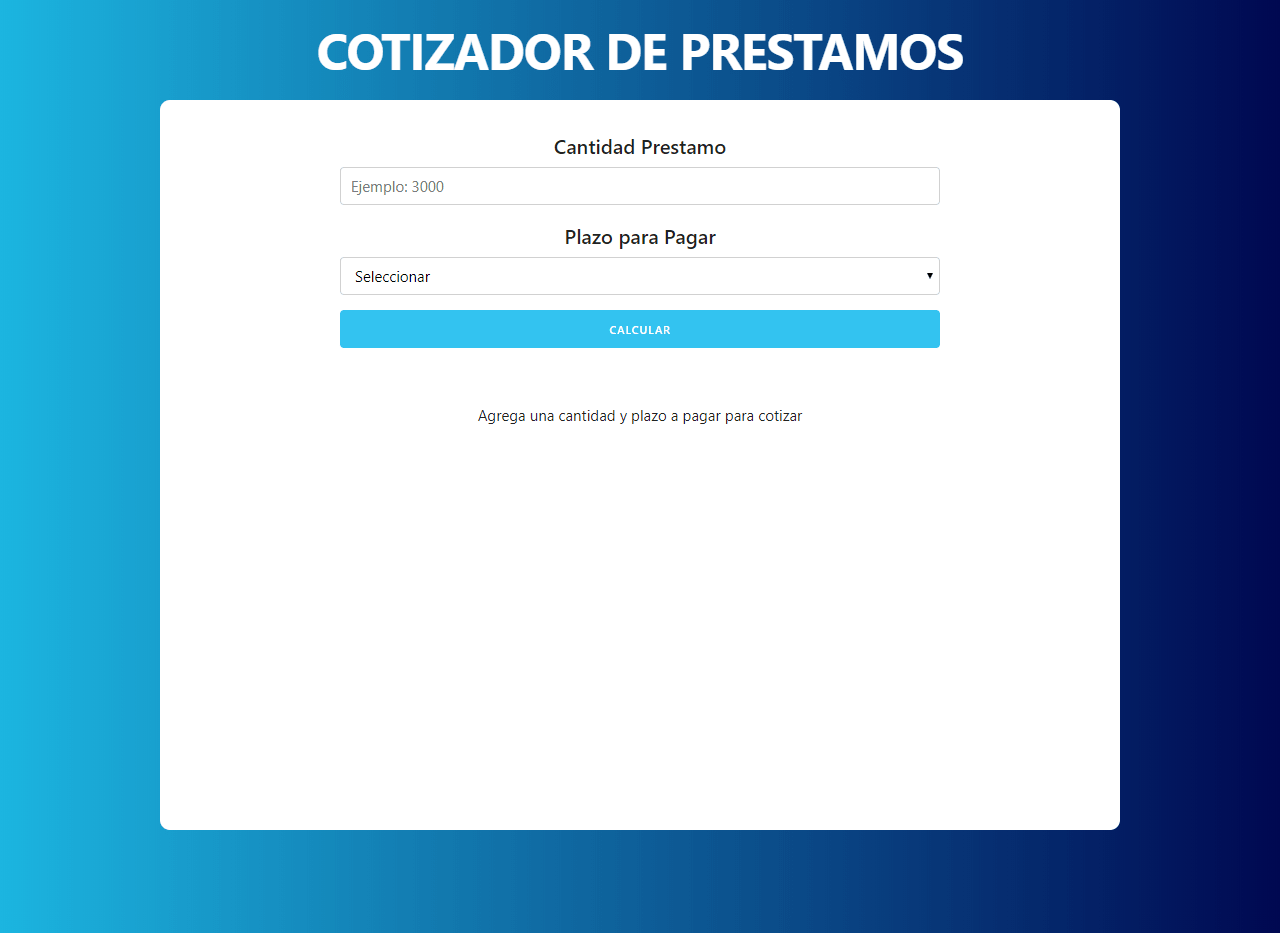 COTIZADOR DE PRESTAMOS
Cantidad Prestamo
Ejemplo: 3000
Plazo para Pagar
Seleccionar
CALCULAR
Agrega una cantidad y plazo a pagar para cotizar